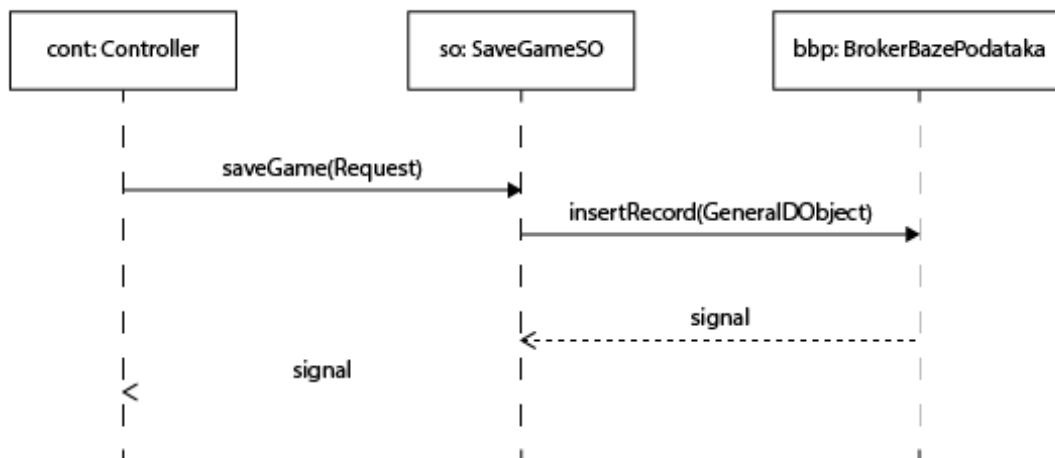 cont: Controller
so: SaveGameSO
bbp: BrokerBazePodataka
saveGame(Request)
insertRecord(GeneralDObject)
signal
signal